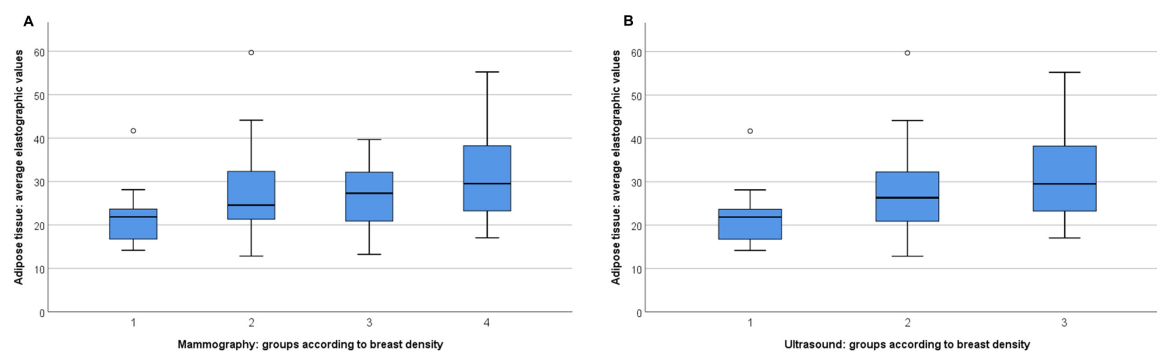 A
Adipose tissue: average elastographic values
60
50
40
30
20
10
0
1 2 3 4
Mammography: groups according to breast density
B
Adipose tissue: average elastographic values
60
50
40
30
20
10
0
1 2 3
Ultrasound: groups according to breast density